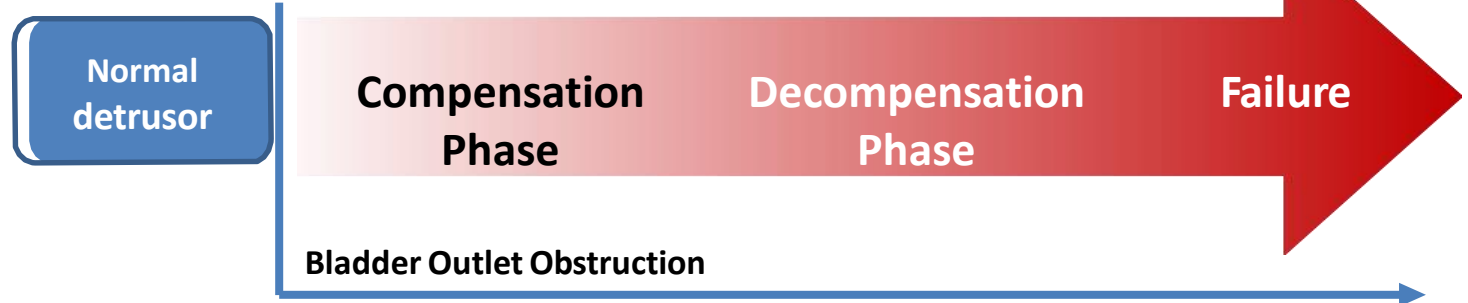 Normal
detrusor
Compensation
Phase
Decompensation
Phase
Failure
Bladder Outlet Obstruction